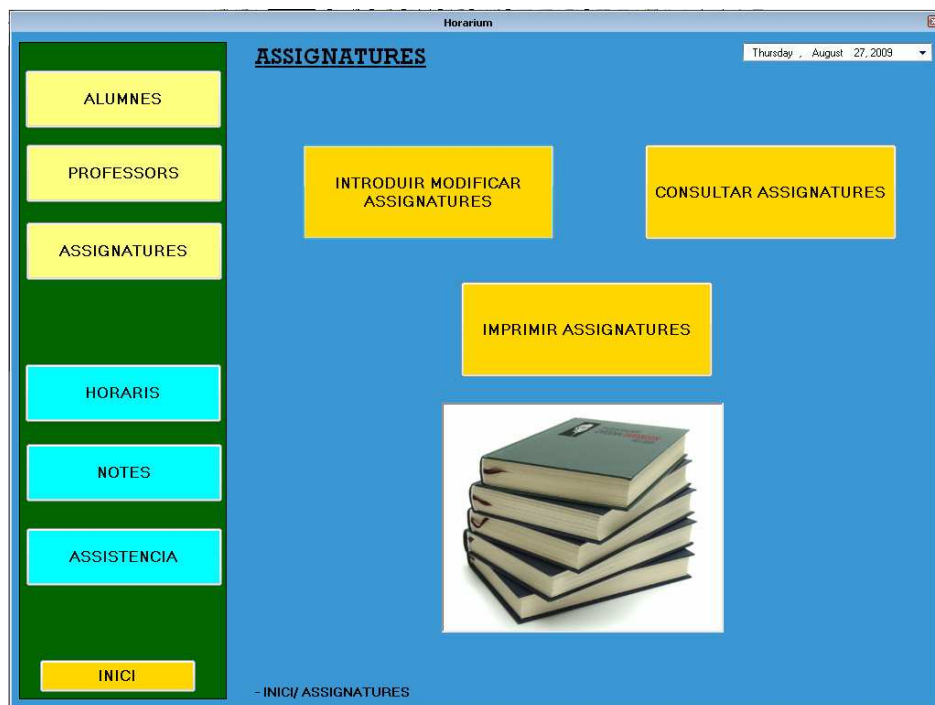 Horarium
ASSIGNATURES
Thursday , August 27, 2009
ALUMNES
PROFESSORS
ASSIGNATURES
HORARIS
NOTES
ASSISTENCIA
INICI
INTRODUIR MODIFICAR
ASSIGNATURES
CONSULTAR ASSIGNATURES
IMPRIMIR ASSIGNATURES
- INICI/ ASSIGNATURES